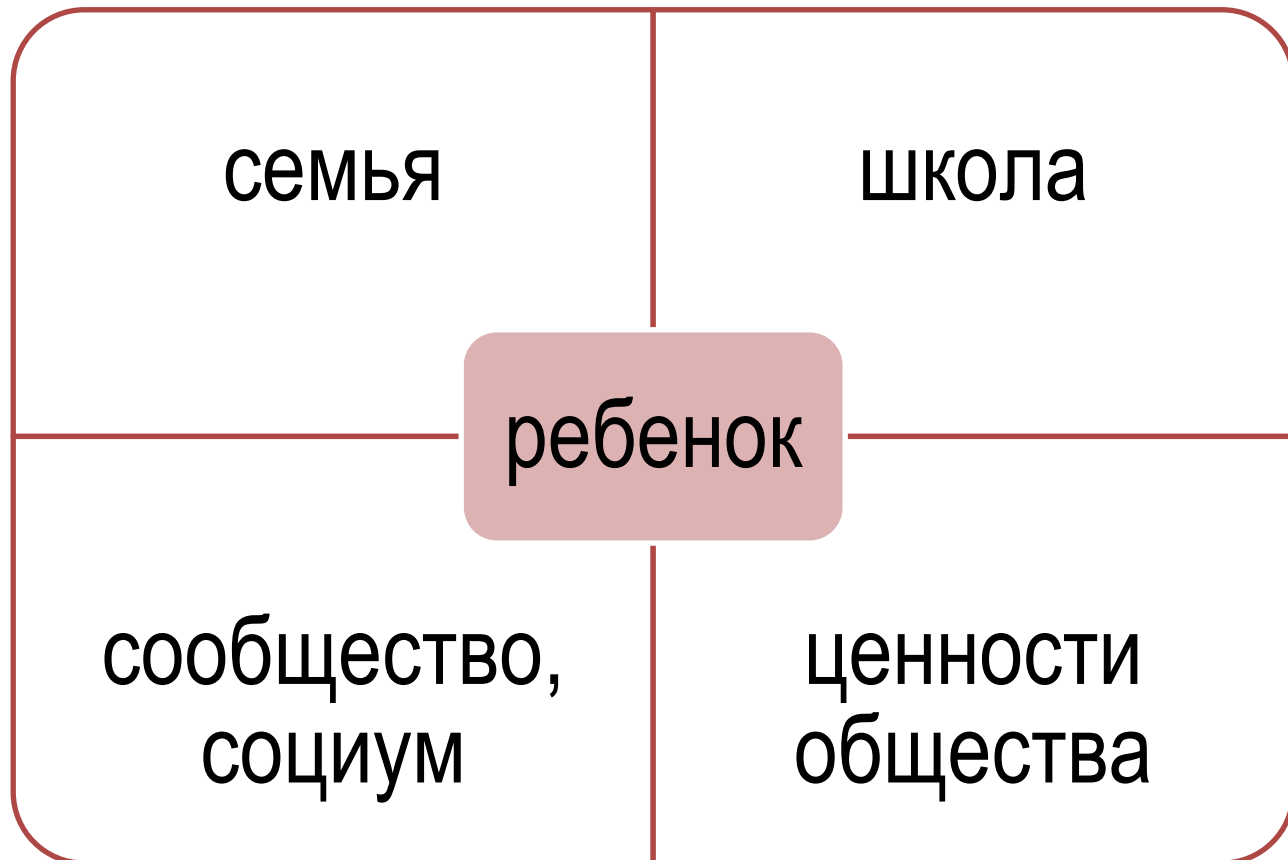 семья
школа
ребенок
сообщество,
социум
ценности
общества